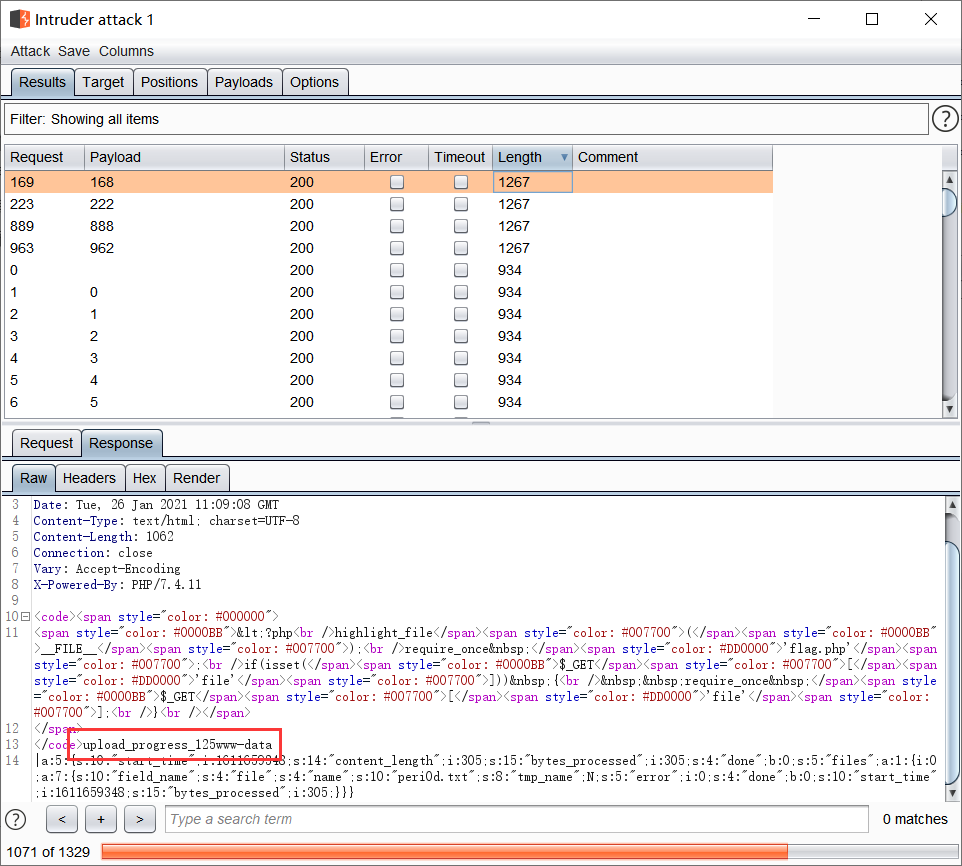 Intruder attack 1
Attack Save Columns
Results Target Positions Payloads Options
Filter: Showing all items
?
Request Payload Status Error Timeout Length Comment
169 168 200 1267
223 222 200 1267
889 888 200 1267
963 962 200 1267
0 200 934
1 0 200 934
2 1 200 934
3 2 200 934
4 3 200 934
5 4 200 934
6 5 200 934
Request Response
Raw Headers Hex Render
3 Date: Tue, 26 Jan 2021 11:09:08 GMT
4 Content-Type: text/html; charset=UTF-8
5 Content-Length: 1062
6 Connection: close
7 Vary: Accept-Encoding
8 X-Powered-By: PHP/7.4.11
9
10 <code><span style="color: #000000">
11 <span style="color: #0000BB">&lt;?php<br />highlight_file</span><span style="color: #007700">(</span><span style="color: #0000BB"
>__FILE__</span><span style="color: #007700">);<br />require_once&nbsp;</span><span style="color: #DD0000">'flag.php'</span><span
style="color: #007700">;<br />if(isset(</span><span style="color: #0000BB">$_GET</span><span style="color: #007700">[</span><span
style="color: #DD0000">'file'</span><span style="color: #007700">]))&nbsp;{<br />&nbsp;&nbsp;require_once&nbsp;</span><span style
="color: #0000BB">$_GET</span><span style="color: #007700">[</span><span style="color: #DD0000">'file'</span><span style="color:
#007700">];<br />}<br /></span>
12 </span>
13 </code>upload_progress_125www-data
14 |a:5:{s:10:"start_time";i:1611659348;s:14:"content_length";i:305;s:15:"bytes_processed";i:305;s:4:"done";b:0;s:5:"files";a:1:{i:0
;a:7:{s:10:"field_name";s:4:"file";s:4:"name";s:10:"peri0d.txt";s:8:"tmp_name";N;s:5:"error";i:0;s:4:"done";b:0;s:10:"start_time"
;i:1611659348;s:15:"bytes_processed";i:305;}}}
? < + > Type a search term 0 matches
1071 of 1329